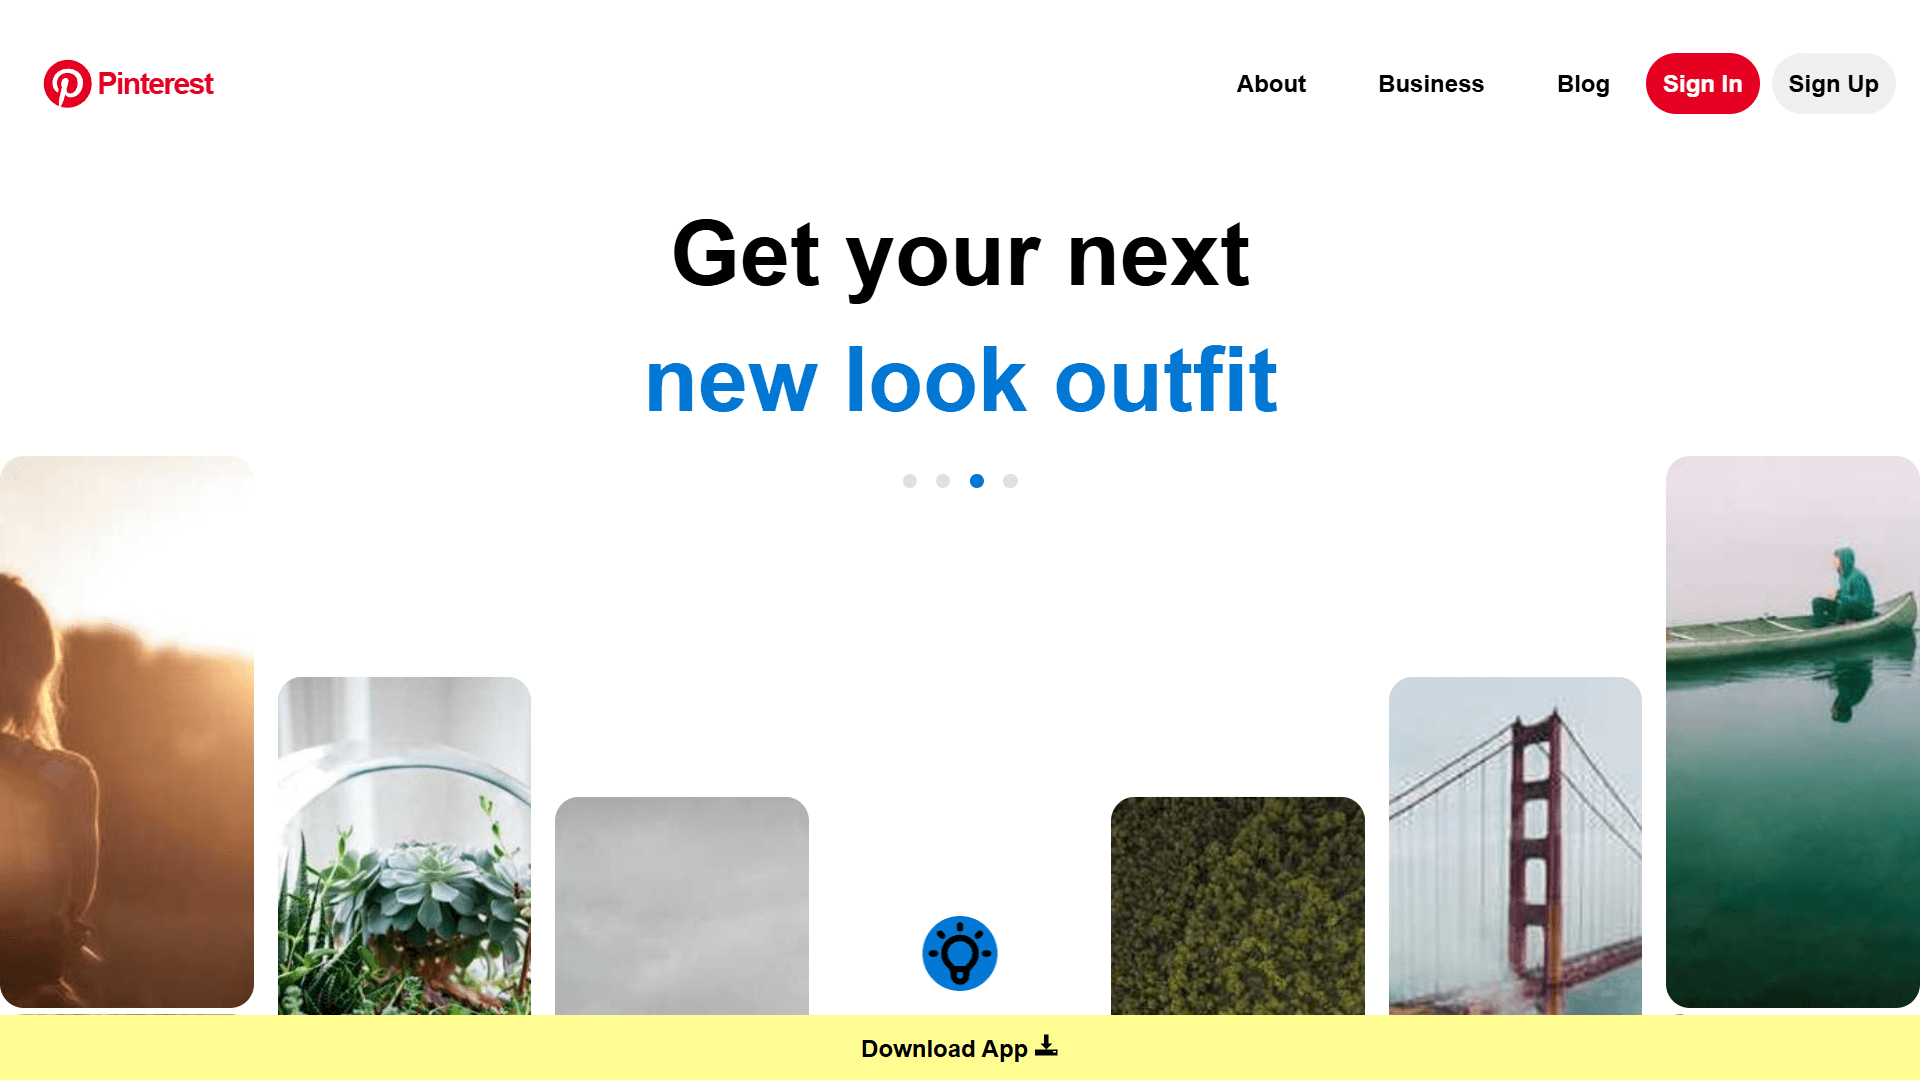 Pinterest
About
Business
Blog
Sign In
Sign Up
Get your next
new look outfit
Download App